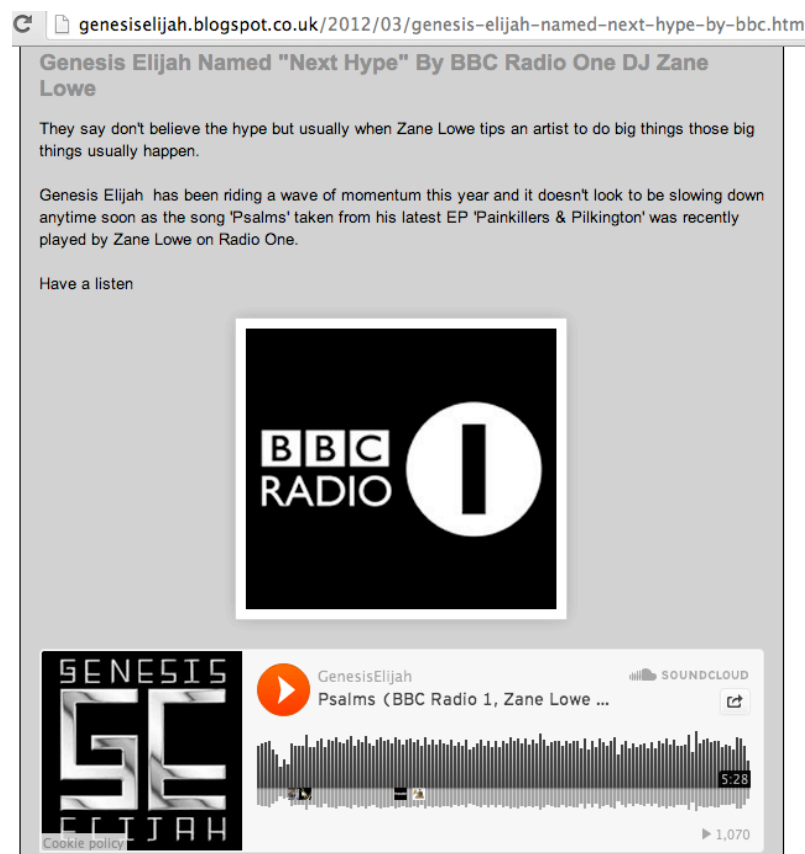 genesiselijah.blogspot.co.uk/2012/03/genesis-elijah-named-next-hype-by-bbc.htm
Genesis Elijah Named "Next Hype" By BBC Radio One DJ Zane
Lowe
They say don't believe the hype but usually when Zane Lowe tips an artist to do big things those big
things usually happen.
Genesis Elijah has been riding a wave of momentum this year and it doesn't look to be slowing down
anytime soon as the song 'Psalms' taken from his latest EP 'Painkillers & Pilkington' was recently
played by Zane Lowe on Radio One.
Have a listen
BBC
RADIO 1
GENESIS
GE
ELIJAH
Cookie policy
GenesisElijah
SOUNDCLOUD
Psalms (BBC Radio 1, Zane Lowe ...
5:28
1,070